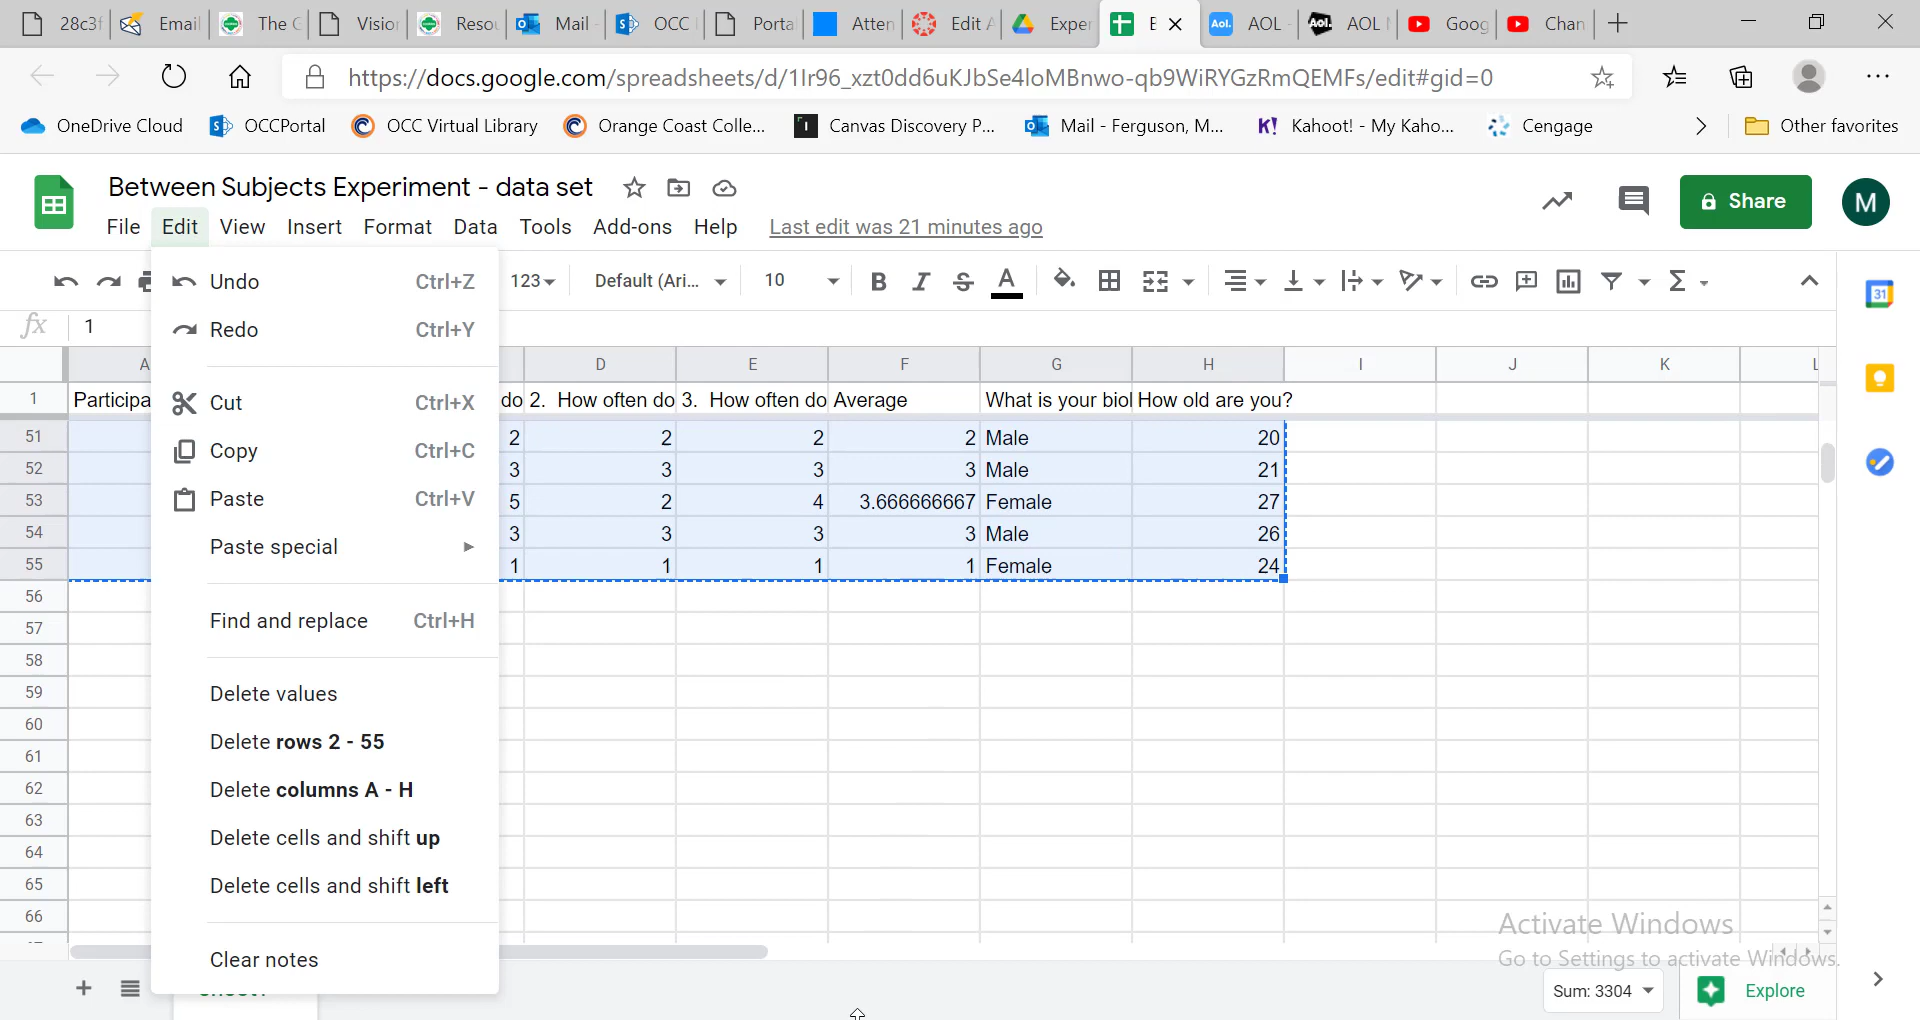 28c3f Email The C Vision Resou Mail - OCC Porta Atten Edit A Exper E AOL - AOL N Goog Chan
https://docs.google.com/spreadsheets/d/1Ir96_xzt0dd6uKJbSe4loMBnwo-qb9WiRYGzRmQEMFs/edit#gid=0
OneDrive Cloud OCCPortal OCC Virtual Library Orange Coast Colle... Canvas Discovery P... Mail - Ferguson, M... K! Kahoot! - My Kaho... Cengage Other favorites
Between Subjects Experiment - data set
Share M
File Edit View Insert Format Data Tools Add-ons Help Last edit was 21 minutes ago
Undo Ctrl+Z 123 Default (Ari... 10 B I S A Σ 31
fx 1 Redo Ctrl+Y
A D E F G H I J K L
1 Participa do 2. How often do 3. How often do Average What is your biol How old are you?
Cut Ctrl+X
51 2 2 2 2 Male 20
Copy Ctrl+C
52 3 3 3 3 Male 21
53 Paste Ctrl+V 5 2 4 3.666666667 Female 27
54 3 3 3 3 Male 26
Paste special
55 1 1 1 1 Female 24
56
57 Find and replace Ctrl+H
58
59 Delete values
60
61 Delete rows 2 - 55
62 Delete columns A - H
63
64 Delete cells and shift up
65 Delete cells and shift left
66
Activate Windows
Go to Settings to activate Windows.
Clear notes
Sum: 3304 Explore